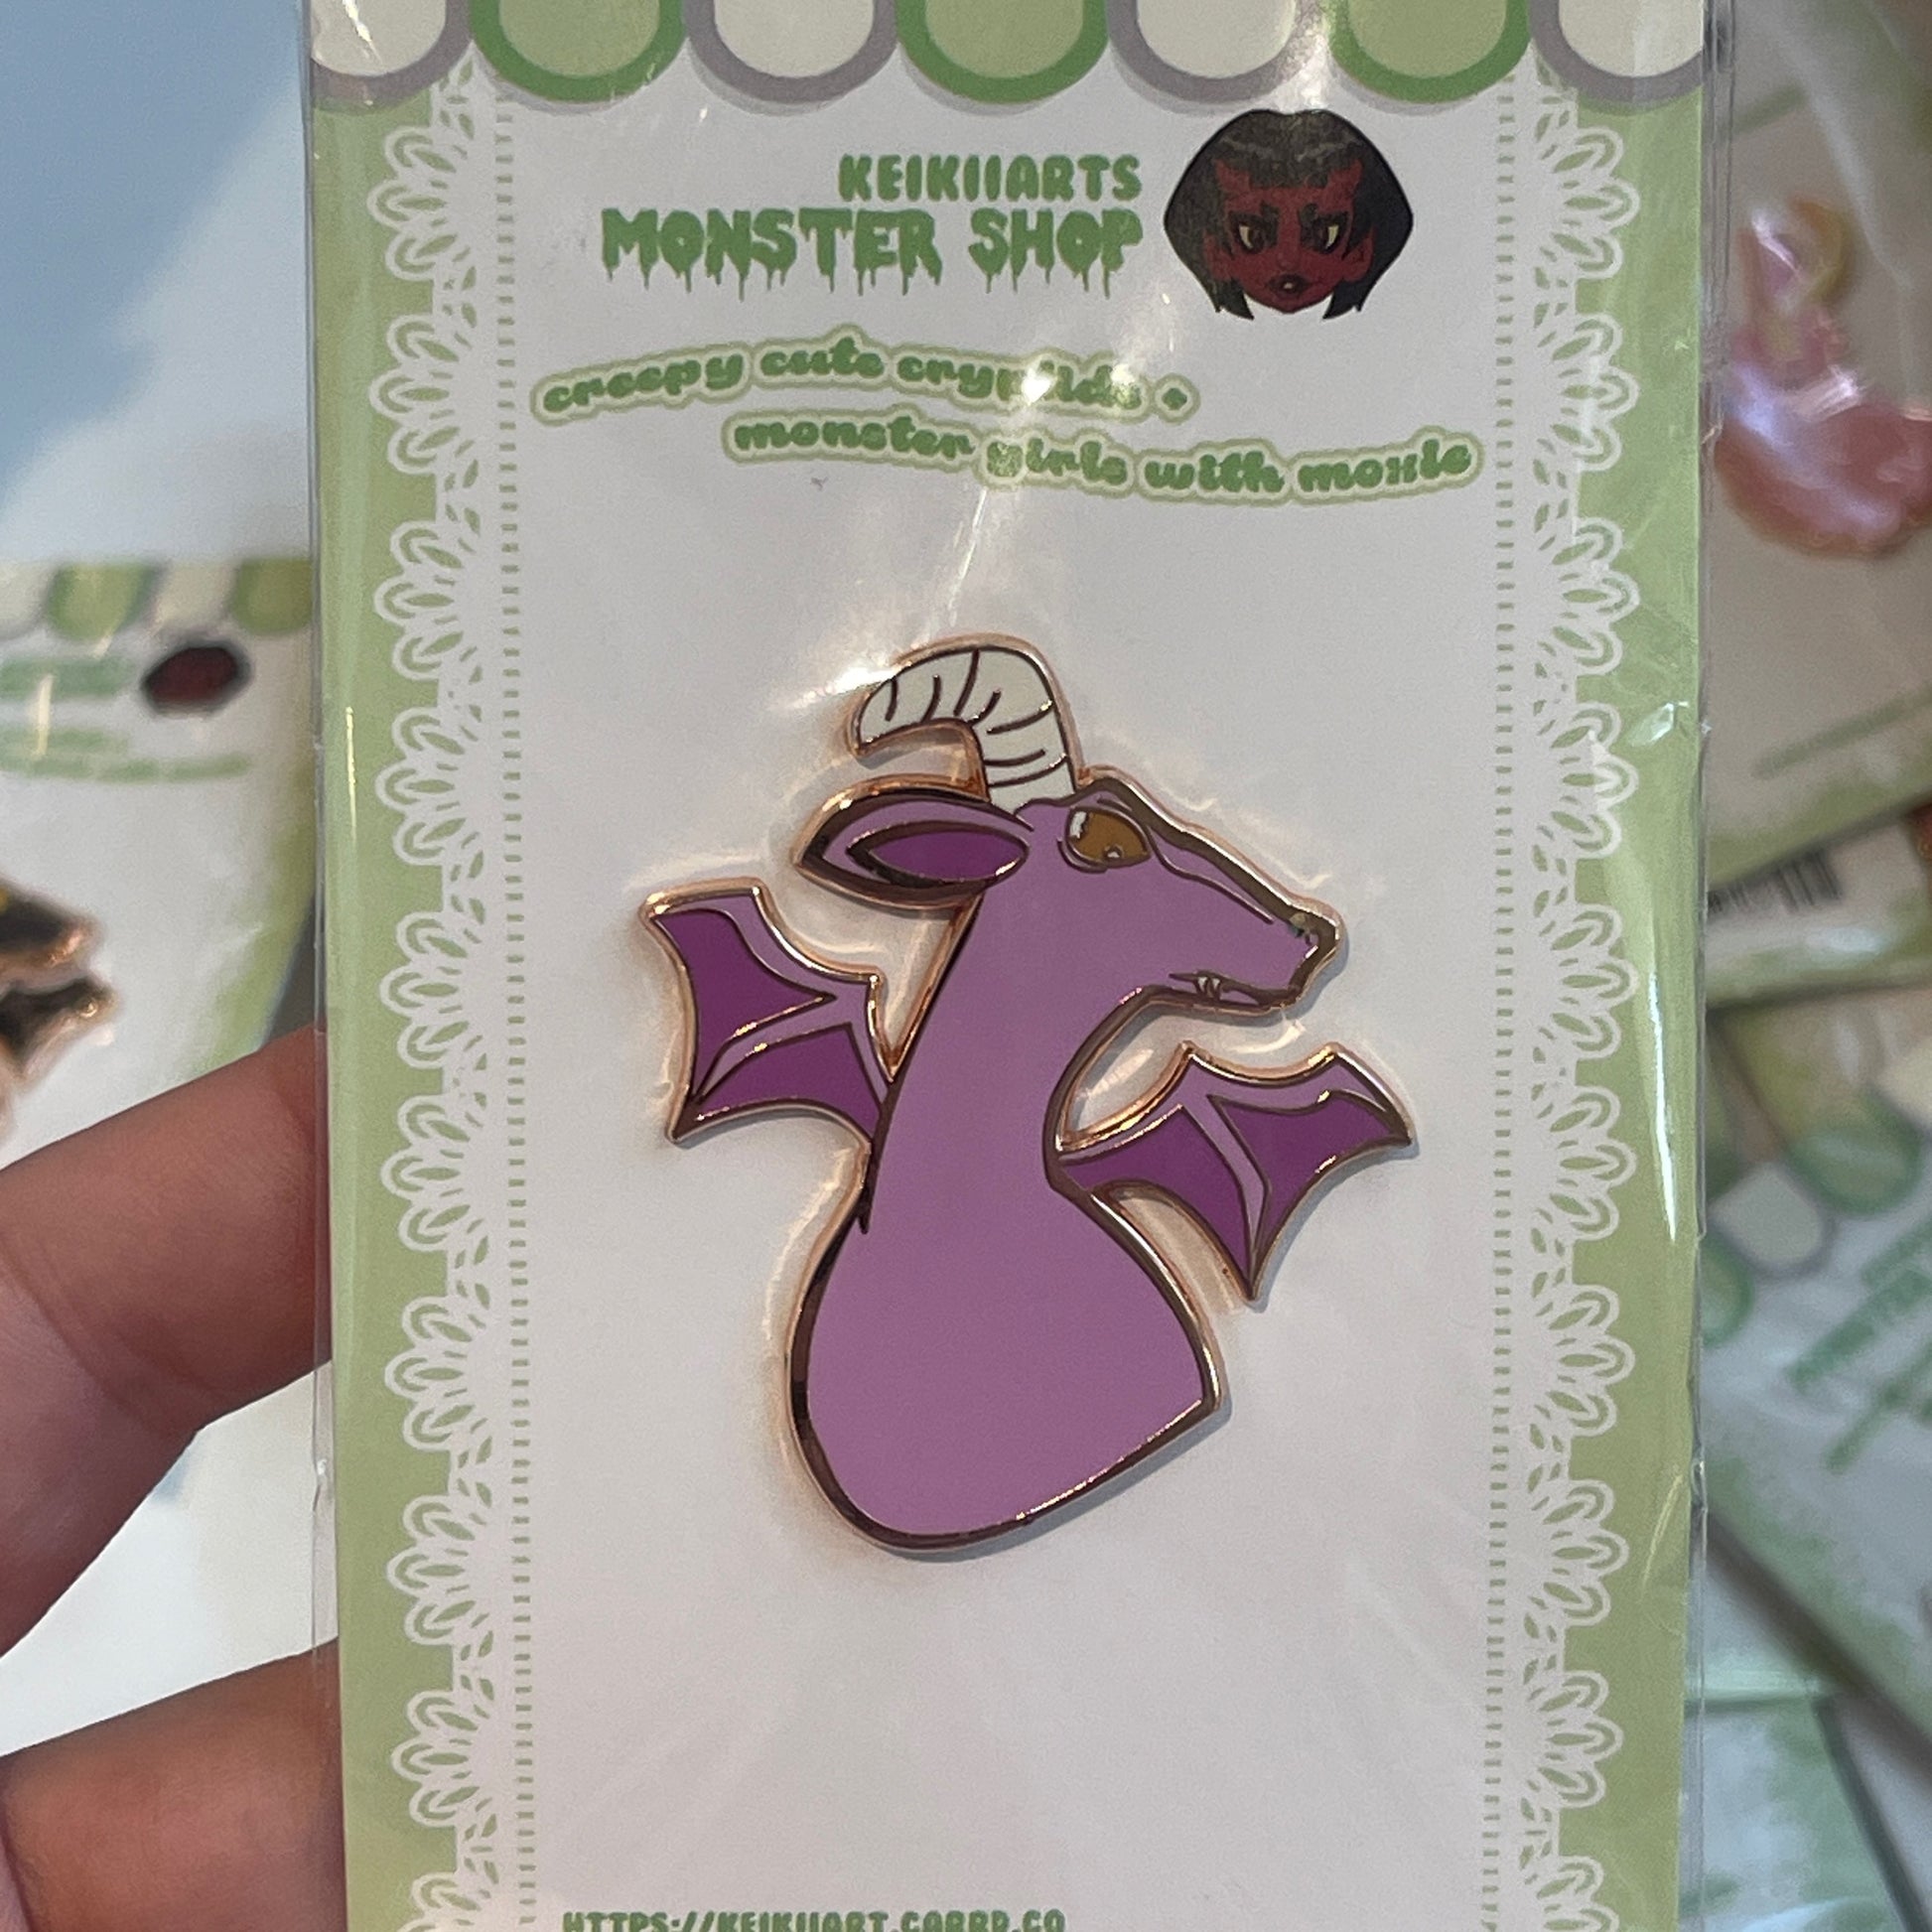 KEIKIIARTS
MONSTER SHOP
creepy cute cryptids +
monster girls with moxie
HTTPS://KEIKIIART.CARRD.CO